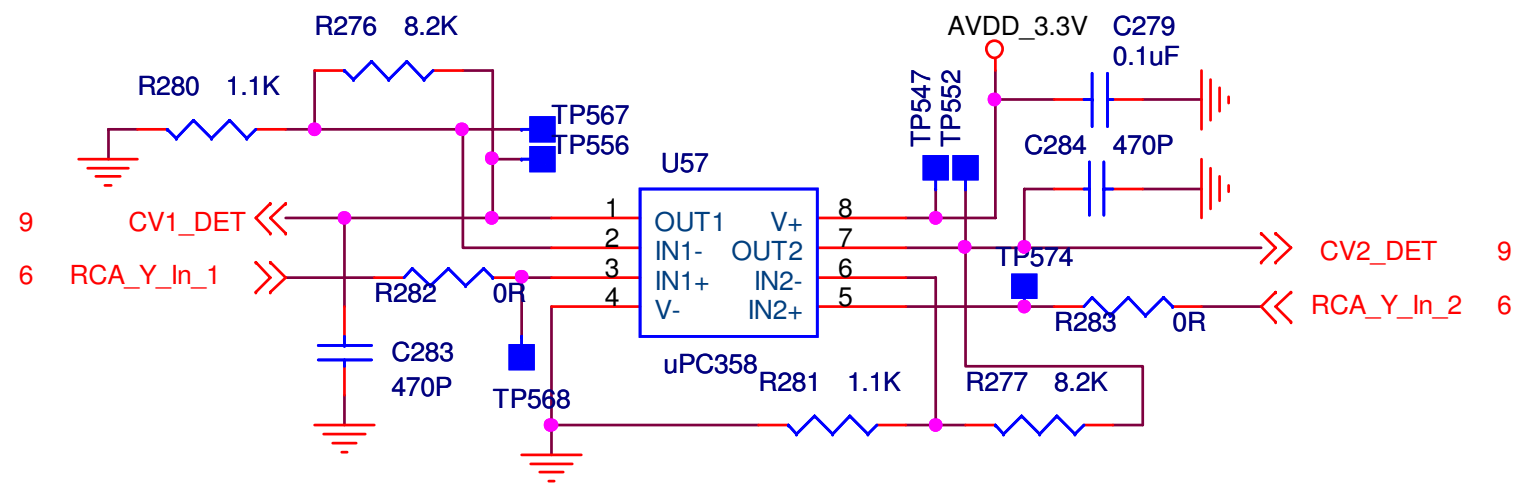 R276 8.2K
AVDD_3.3V
C279
0.1uF
R280 1.1K
TP547
TP552
TP567
TP556
C284 470P
U57
9 CV1_DET
1 OUT1
V+ 8
2 IN1-
OUT2 7
CV2_DET 9
6 RCA_Y_In_1
R282 0R
3 IN1+
IN2- 6
TP574
4 V-
IN2+ 5
R283 0R
RCA_Y_In_2 6
C283
470P
uPC358
TP568
R281 1.1K
R277 8.2K